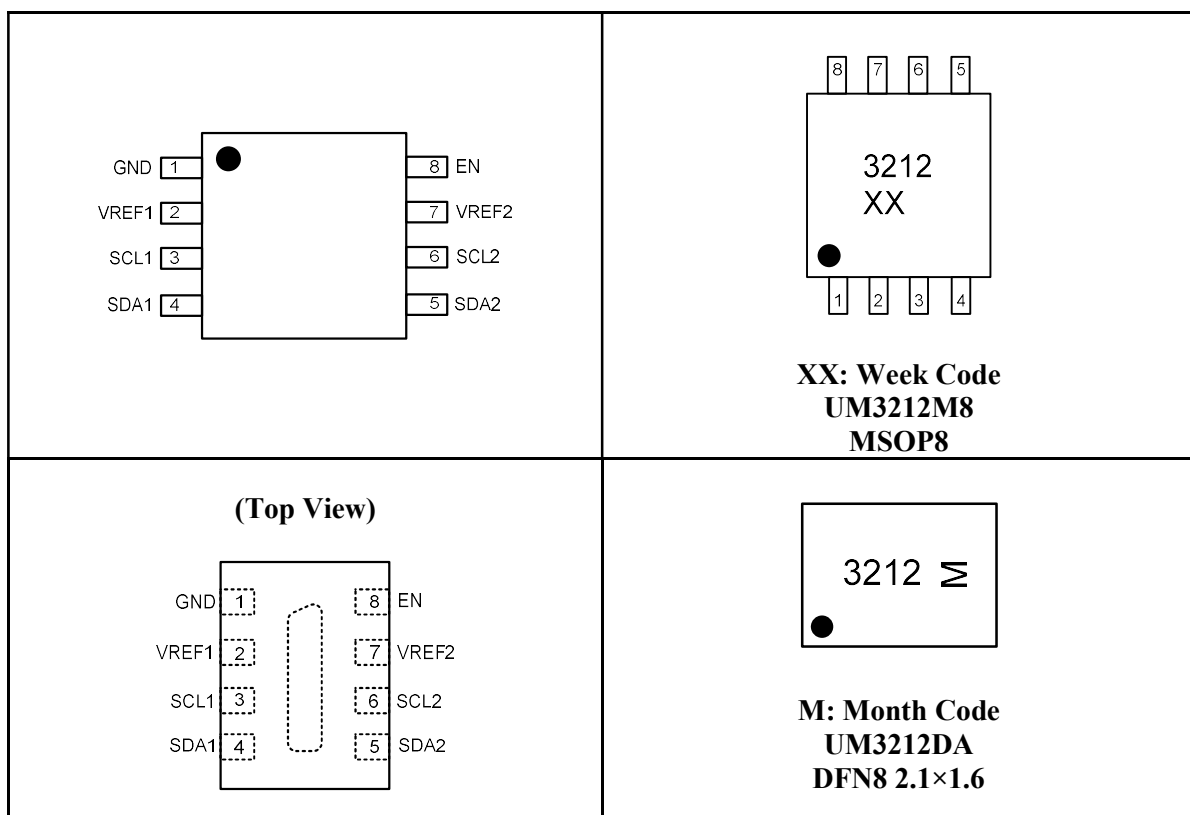 GND 1 8 EN
VREF1 2 7 VREF2
SCL1 3 6 SCL2
SDA1 4 5 SDA2
8 7 6 5
3212
XX
1 2 3 4
XX: Week Code
UM3212M8
MSOP8
(Top View)
GND 1 8 EN
VREF1 2 7 VREF2
SCL1 3 6 SCL2
SDA1 4 5 SDA2
3212 M
M: Month Code
UM3212DA
DFN8 2.1×1.6